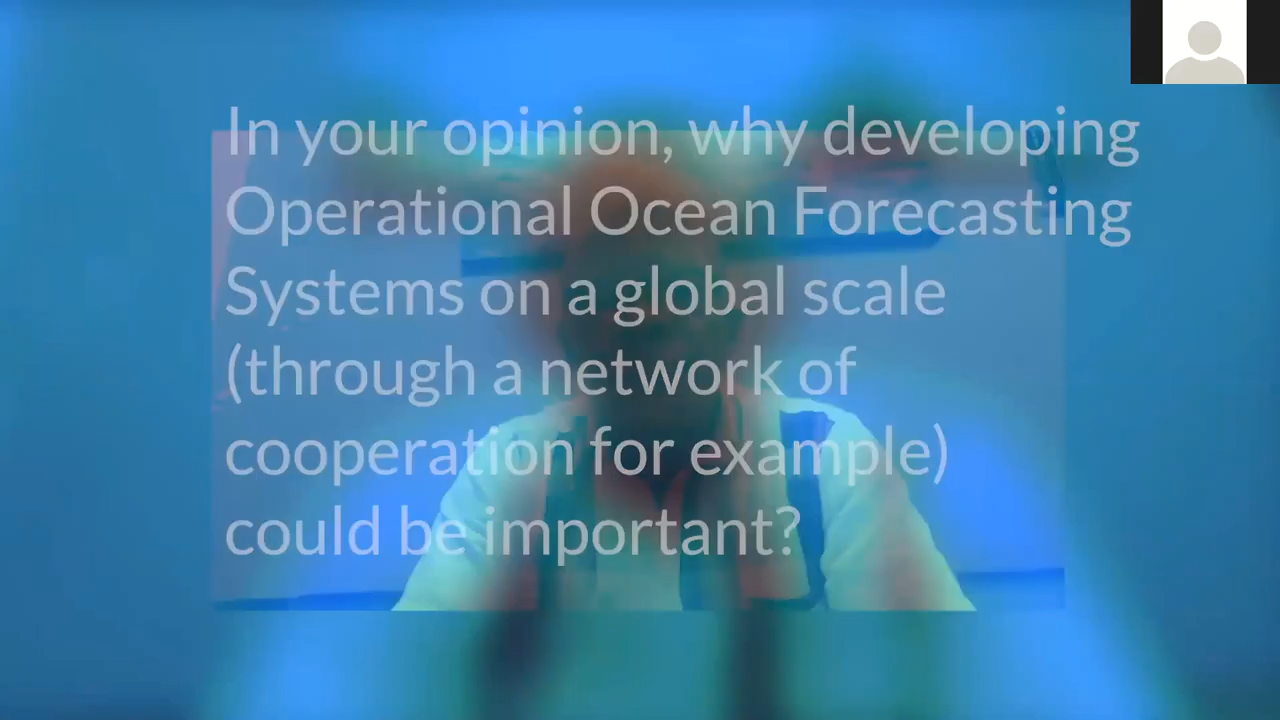 In your opinion, why developing
Operational Ocean Forecasting
Systems on a global scale
(through a network of
cooperation for example)
could be important?